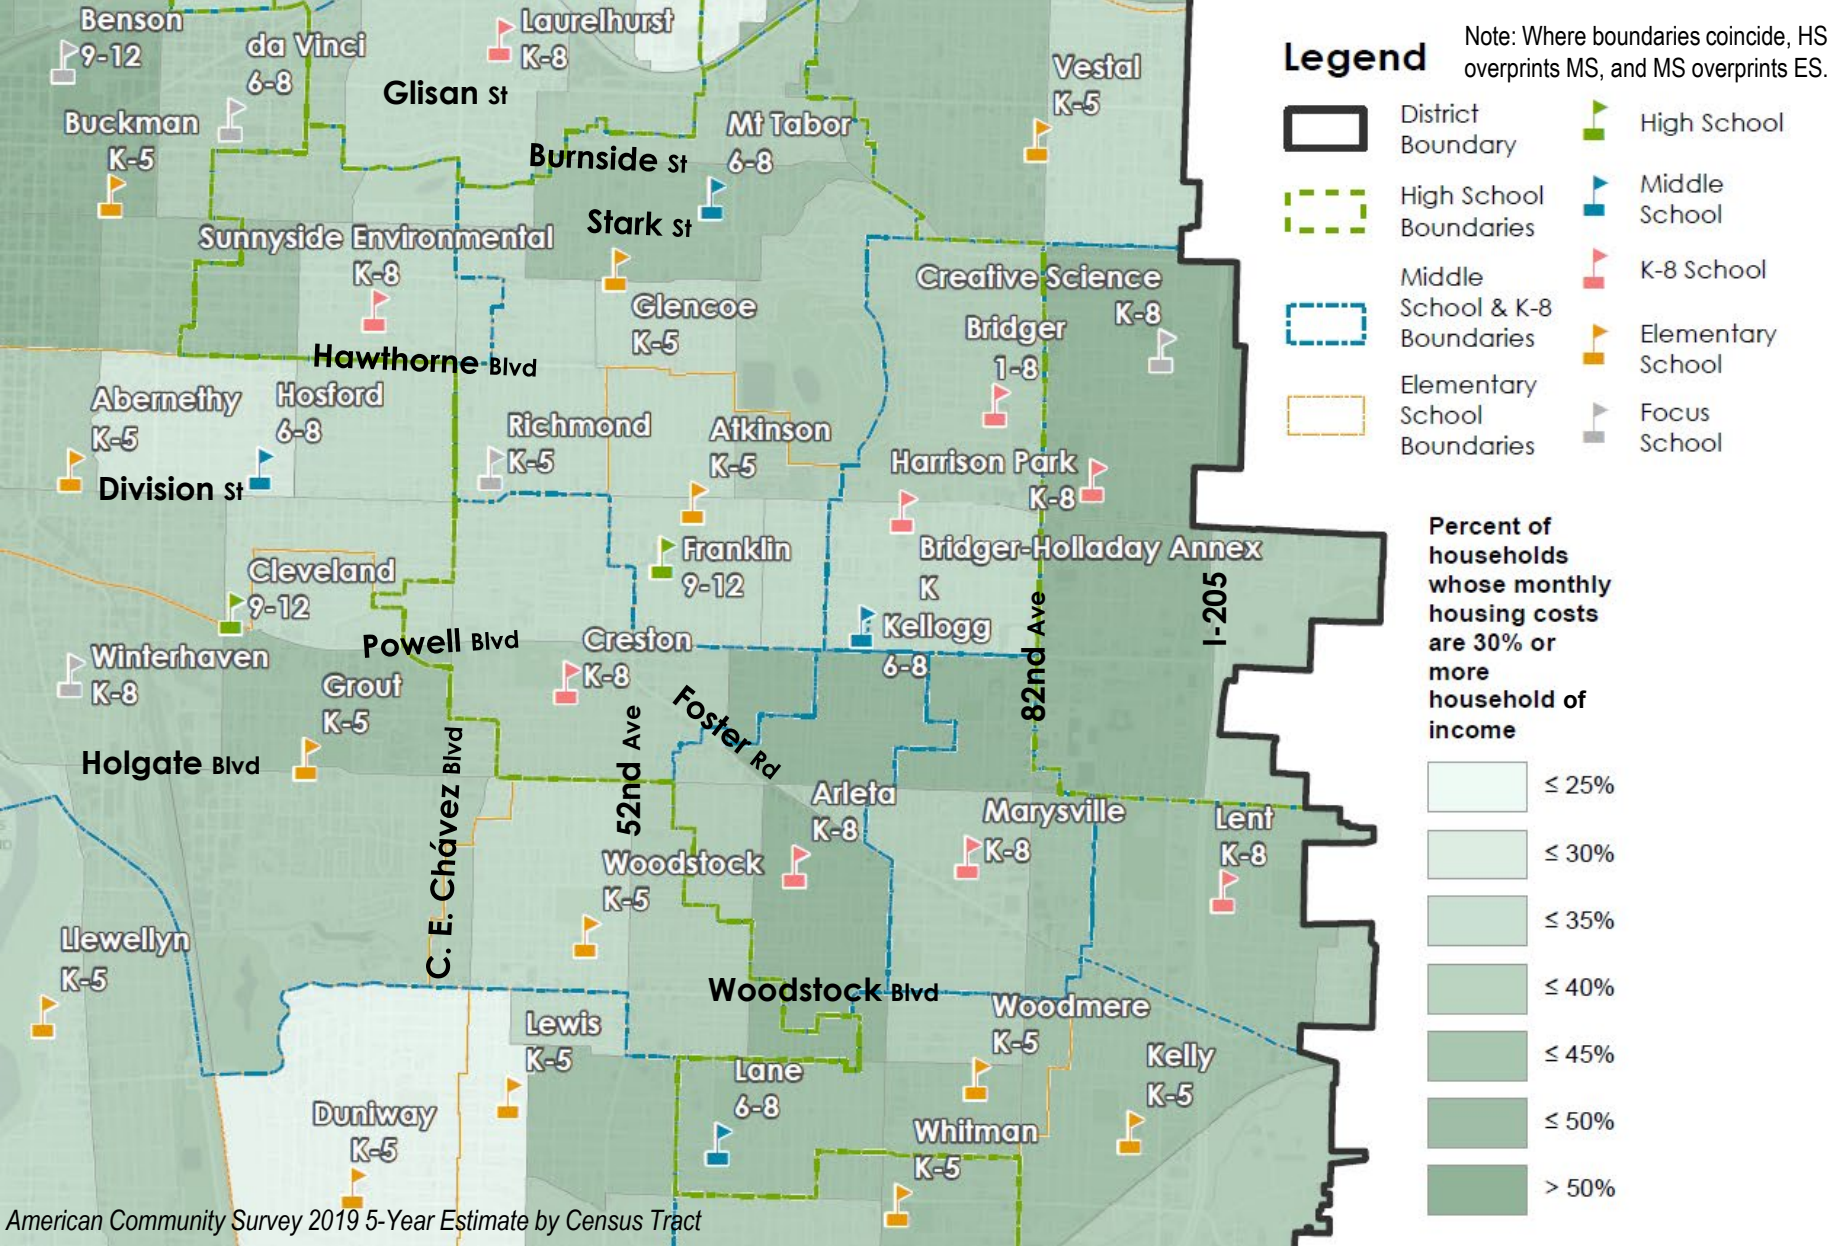 Benson
9-12
da Vinci
6-8
Laurelhurst
K-8
Glisan St
Vestal
K-5
Buckman
K-5
Mt Tabor
6-8
Burnside St
Stark St
Sunnyside Environmental
K-8
Glencoe
K-5
Creative Science
K-8
Bridger
1-8
Hawthorne Blvd
Abernethy
K-5
Hosford
6-8
Richmond
K-5
Atkinson
K-5
Harrison Park
K-8
Division St
Franklin
9-12
Bridger-Holladay Annex
K
Cleveland
9-12
Kellogg
6-8
82nd Ave
I-205
Powell Blvd
Creston
K-8
Winterhaven
K-8
Grout
K-5
Foster Rd
52nd Ave
Holgate Blvd
C. E. Chávez Blvd
Arleta
K-8
Marysville
K-8
Lent
K-8
Woodstock
K-5
Llewellyn
K-5
Woodstock Blvd
Woodmere
K-5
Lewis
K-5
Kelly
K-5
Lane
6-8
Duniway
K-5
Whitman
K-5
American Community Survey 2019 5-Year Estimate by Census Tract
Legend
Note: Where boundaries coincide, HS
overprints MS, and MS overprints ES.
District
Boundary
High School
Boundaries
Middle
School & K-8
Boundaries
Elementary
School
Boundaries
High School
Middle
School
K-8 School
Elementary
School
Focus
School
Percent of
households
whose monthly
housing costs
are 30% or
more
household of
income
≤ 25%
≤ 30%
≤ 35%
≤ 40%
≤ 45%
≤ 50%
> 50%